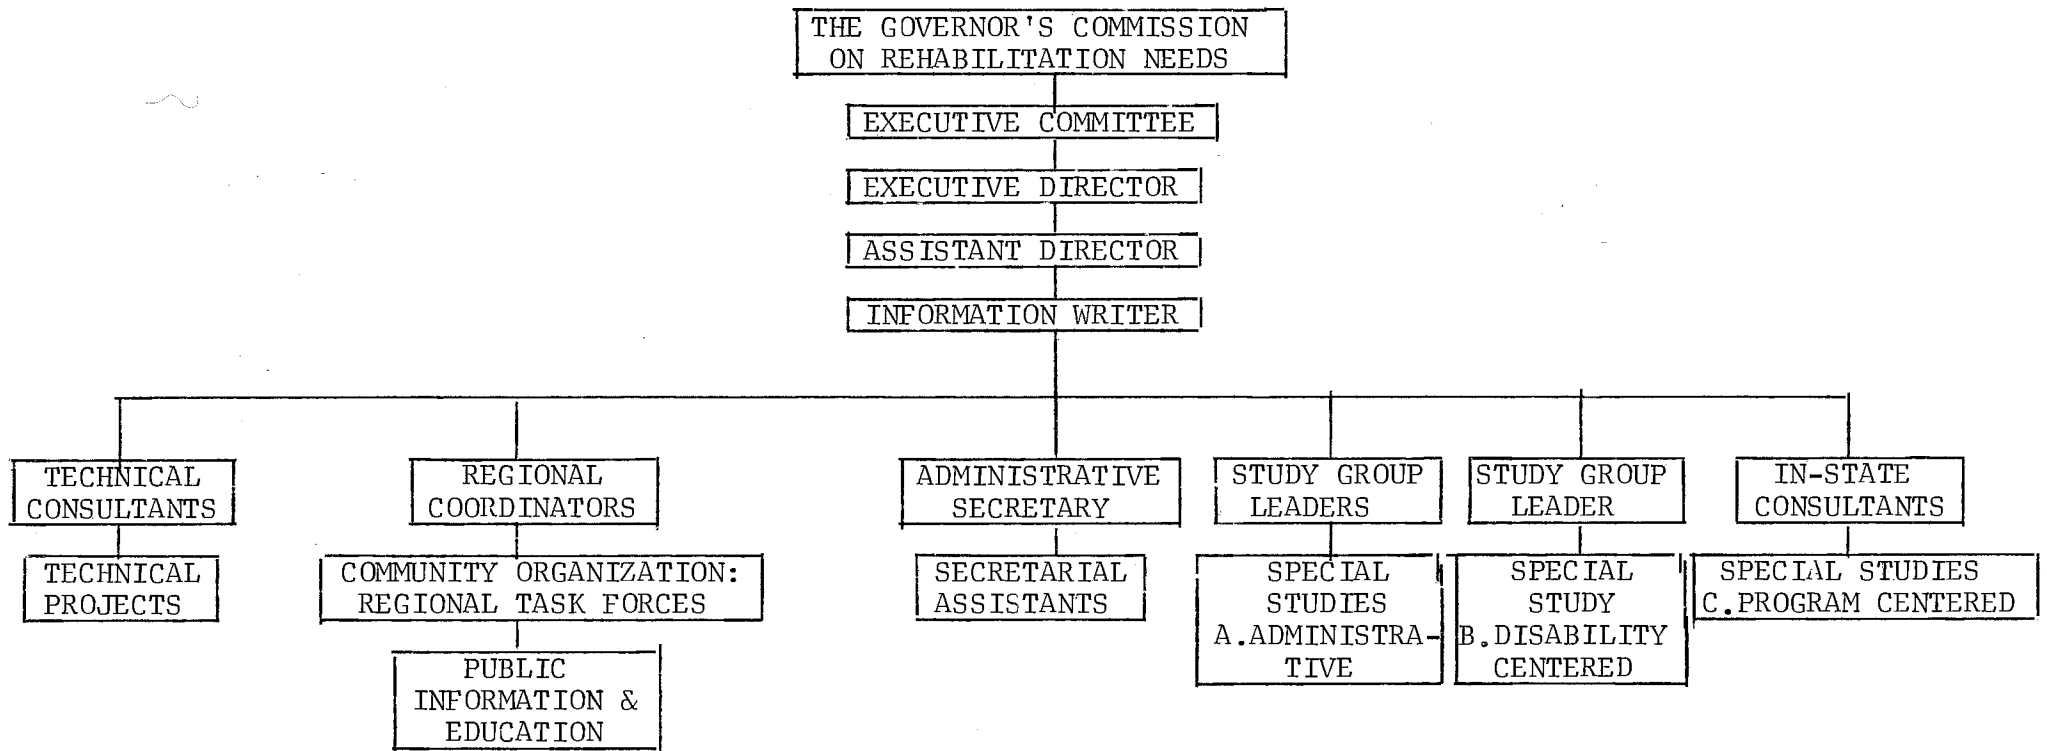 THE GOVERNOR'S COMMISSION
ON REHABILITATION NEEDS
EXECUTIVE COMMITTEE
EXECUTIVE DIRECTOR
ASSISTANT DIRECTOR
INFORMATION WRITER
TECHNICAL
CONSULTANTS
REGIONAL
COORDINATORS
ADMINISTRATIVE
SECRETARY
STUDY GROUP
LEADERS
STUDY GROUP
LEADER
IN-STATE
CONSULTANTS
TECHNICAL
PROJECTS
COMMUNITY ORGANIZATION:
REGIONAL TASK FORCES
SECRETARIAL
ASSISTANTS
SPECIAL
STUDIES
A.ADMINISTRA-
TIVE
SPECIAL
STUDY
B.DISABILITY
CENTERED
SPECIAL STUDIES
C.PROGRAM CENTERED
PUBLIC
INFORMATION &
EDUCATION